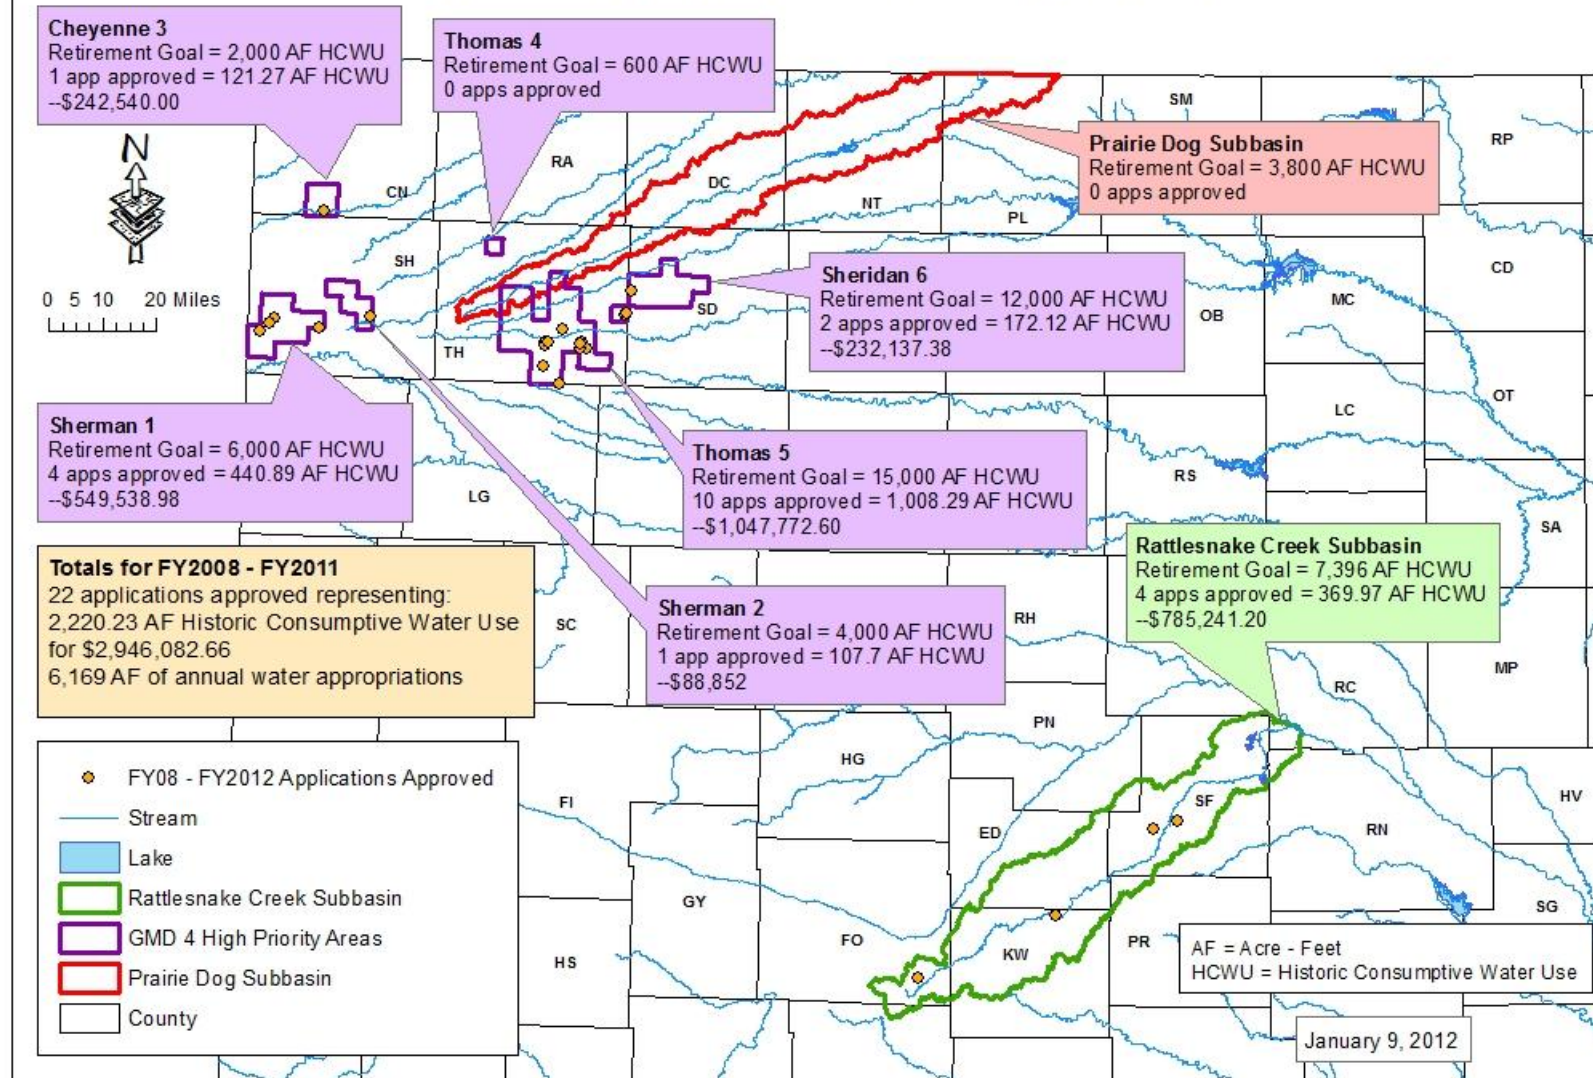 Cheyenne 3
Retirement Goal = 2,000 AF HCWU
1 app approved = 121.27 AF HCWU
--$242,540.00
Thomas 4
Retirement Goal = 600 AF HCWU
0 apps approved
Prairie Dog Subbasin
Retirement Goal = 3,800 AF HCWU
0 apps approved
N
0 5 10 20 Miles
SM
RP
RA
CN
DC
NT
PL
SH
CD
MC
OB
SD
TH
Sheridan 6
Retirement Goal = 12,000 AF HCWU
2 apps approved = 172.12 AF HCWU
--$232,137.38
Sherman 1
Retirement Goal = 6,000 AF HCWU
4 apps approved = 440.89 AF HCWU
--$549,538.98
OT
LC
Thomas 5
Retirement Goal = 15,000 AF HCWU
10 apps approved = 1,008.29 AF HCWU
--$1,047,772.60
RS
LG
SA
Rattlesnake Creek Subbasin
Retirement Goal = 7,396 AF HCWU
4 apps approved = 369.97 AF HCWU
--$785,241.20
Totals for FY2008 - FY2011
22 applications approved representing:
2,220.23 AF Historic Consumptive Water Use
for $2,946,082.66
6,169 AF of annual water appropriations
Sherman 2
Retirement Goal = 4,000 AF HCWU
1 app approved = 107.7 AF HCWU
--$88,852
SC
RH
MP
RC
PN
HG
FI
SF
HV
ED
RN
GY
SG
FO
KW
PR
HS
FY08 - FY2012 Applications Approved
Stream
Lake
Rattlesnake Creek Subbasin
GMD 4 High Priority Areas
Prairie Dog Subbasin
County
AF = Acre - Feet
HCWU = Historic Consumptive Water Use
January 9, 2012